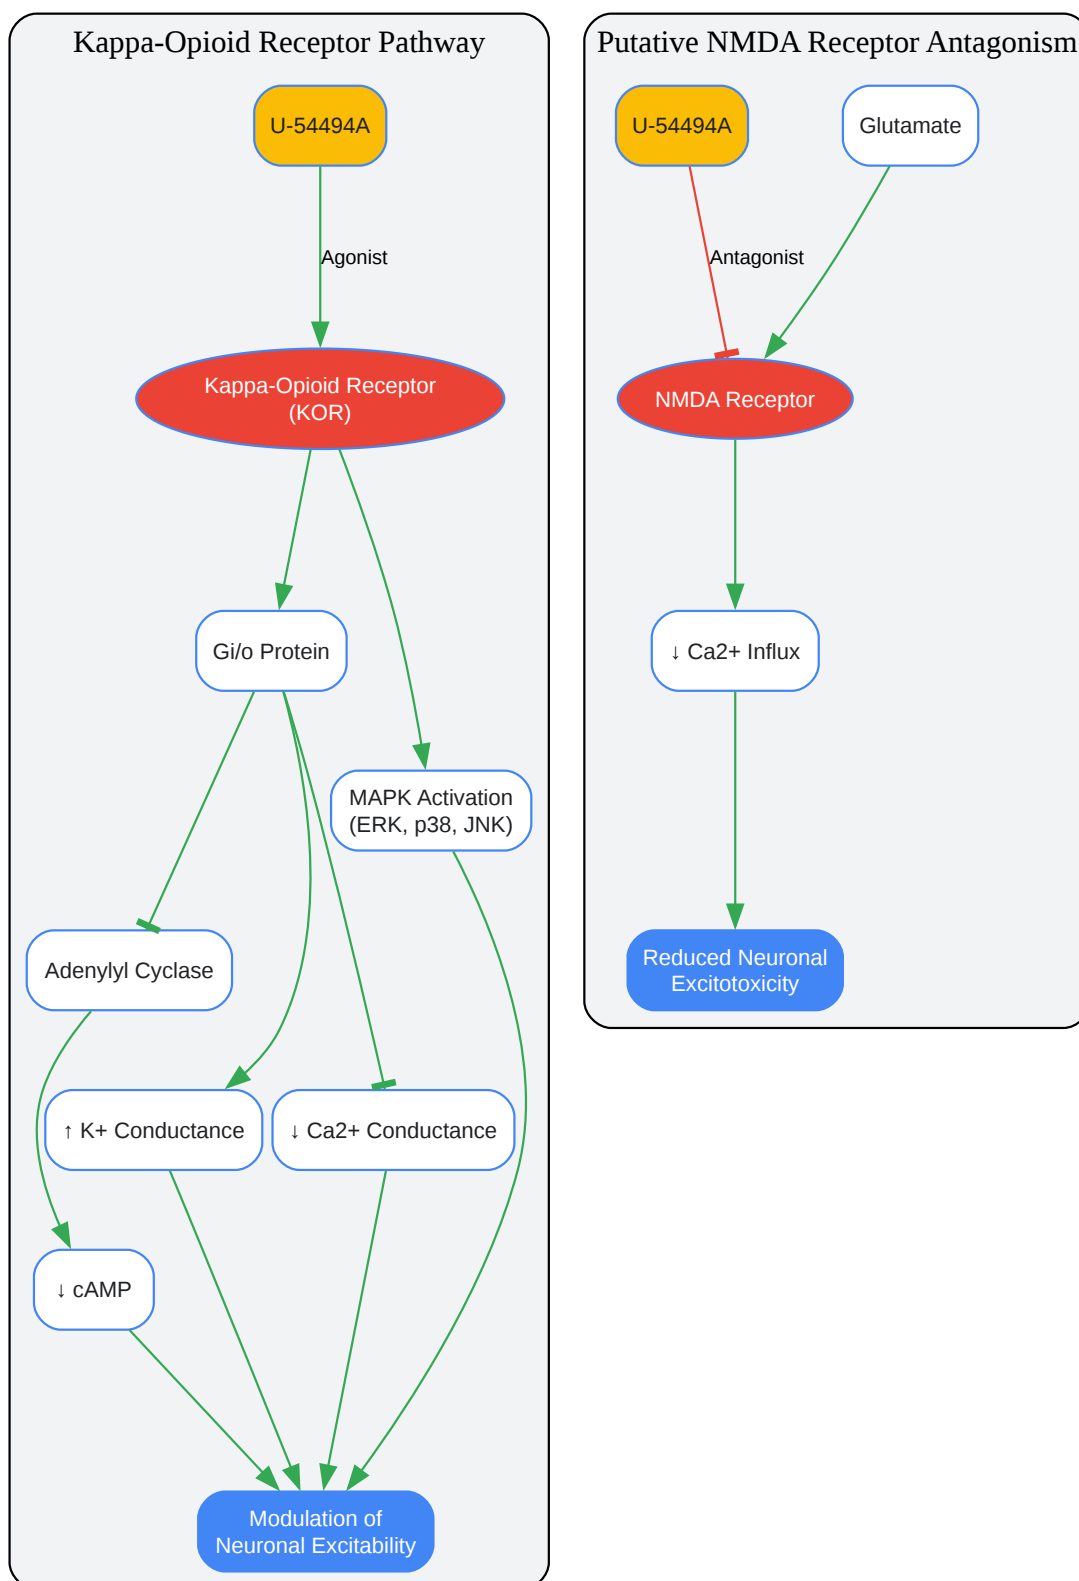 Kappa-Opioid Receptor Pathway
U-54494A
Agonist
Kappa-Opioid Receptor
(KOR)
Gi/o Protein
MAPK Activation
(ERK, p38, JNK)
Adenylyl Cyclase
↑ K+ Conductance
↓ Ca2+ Conductance
↓ cAMP
Modulation of
Neuronal Excitability
Putative NMDA Receptor Antagonism
U-54494A
Glutamate
Antagonist
NMDA Receptor
↓ Ca2+ Influx
Reduced Neuronal
Excitotoxicity